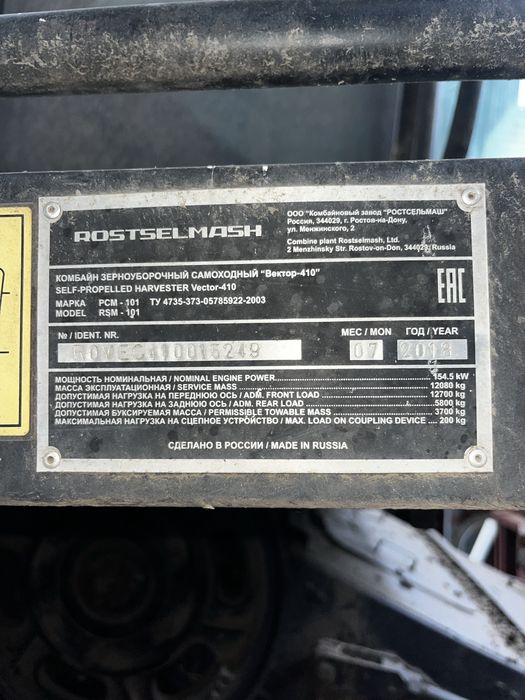 ROSTSELMASH
ООО "Комбайновый завод "РОСТСЕЛЬМАШ"
Россия, 344029, г. Ростов-на-Дону,
ул. Менжинского, 2
Combine plant Rostselmash, Ltd.
2 Menzhinsky Street Rostov-on-Don, 344029, Russia
КОМБАЙН ЗЕРНОУБОРОЧНЫЙ САМОХОДНЫЙ "Вектор-410"
SELF-PROPELLED HARVESTER Vector-410
МАРКА РСМ - 101 ТУ 4735-373-05785922-2003
MODEL RSM - 101
EAC
№ / IDENT. NR. МЕС / MON ГОД / YEAR
R0VEC410015249 07 2018
МОЩНОСТЬ НОМИНАЛЬНАЯ / NOMINAL ENGINE POWER 154.5 kW
МАССА ЭКСПЛУАТАЦИОННАЯ / SERVICE MASS 12080 kg
ДОПУСТИМАЯ НАГРУЗКА НА ПЕРЕДНЮЮ ОСЬ / ADM. FRONT LOAD 12700 kg
ДОПУСТИМАЯ НАГРУЗКА НА ЗАДНЮЮ ОСЬ / ADM. REAR LOAD 5800 kg
ДОПУСТИМАЯ БУКСИРУЕМАЯ МАССА / PERMISSIBLE TOWABLE MASS 3700 kg
МАКСИМАЛЬНАЯ НАГРУЗКА НА СЦЕПНОЕ УСТРОЙСТВО / MAX. LOAD ON COUPLING DEVICE 200 kg
СДЕЛАНО В РОССИИ / MADE IN RUSSIA